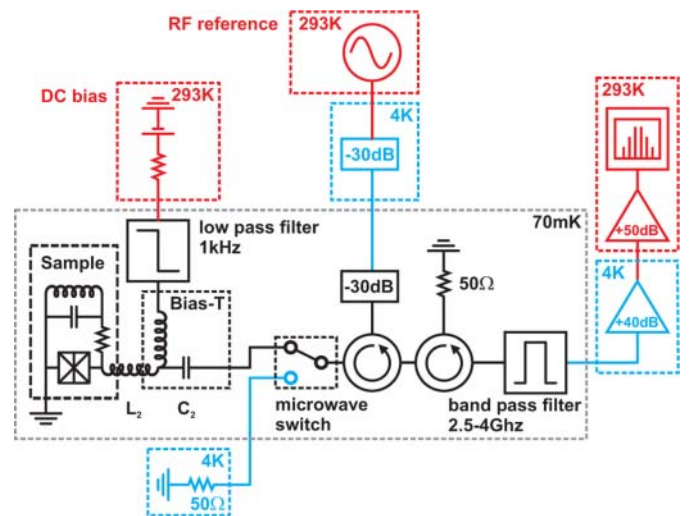 RF reference
293K
DC bias
293K
4K
-30dB
293K
+50dB
4K
+40dB
70mK
low pass filter
1kHz
Sample
Bias-T
-30dB
50Ω
L₂
C₂
microwave
switch
band pass filter
2.5-4Ghz
4K
50Ω